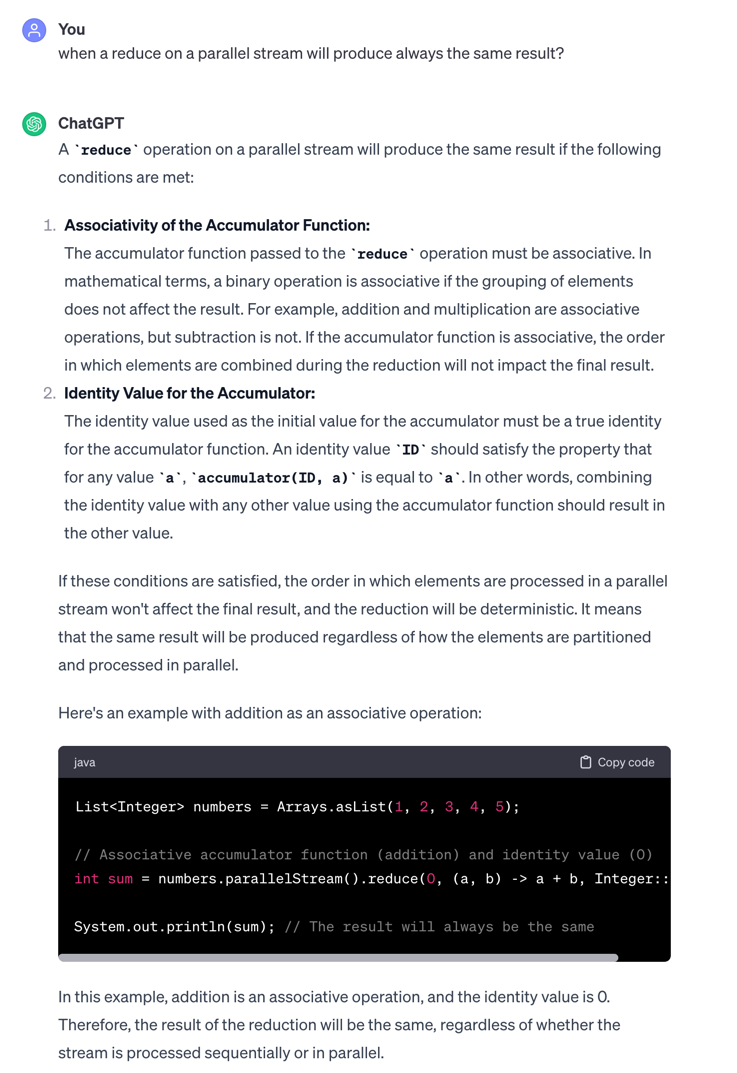 You
when a reduce on a parallel stream will produce always the same result?
ChatGPT
A `reduce` operation on a parallel stream will produce the same result if the following
conditions are met:
1. Associativity of the Accumulator Function:
The accumulator function passed to the `reduce` operation must be associative. In
mathematical terms, a binary operation is associative if the grouping of elements
does not affect the result. For example, addition and multiplication are associative
operations, but subtraction is not. If the accumulator function is associative, the order
in which elements are combined during the reduction will not impact the final result.
2. Identity Value for the Accumulator:
The identity value used as the initial value for the accumulator must be a true identity
for the accumulator function. An identity value `ID` should satisfy the property that
for any value `a`, `accumulator(ID, a)` is equal to `a`. In other words, combining
the identity value with any other value using the accumulator function should result in
the other value.
If these conditions are satisfied, the order in which elements are processed in a parallel
stream won't affect the final result, and the reduction will be deterministic. It means
that the same result will be produced regardless of how the elements are partitioned
and processed in parallel.
Here's an example with addition as an associative operation:
java Copy code
List<Integer> numbers = Arrays.asList(1, 2, 3, 4, 5);
// Associative accumulator function (addition) and identity value (0)
int sum = numbers.parallelStream().reduce(0, (a, b) -> a + b, Integer::
System.out.println(sum); // The result will always be the same
In this example, addition is an associative operation, and the identity value is 0.
Therefore, the result of the reduction will be the same, regardless of whether the
stream is processed sequentially or in parallel.